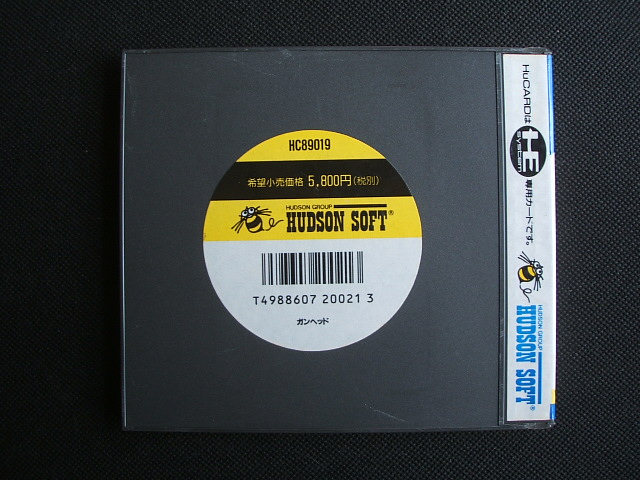 HC89019
希望小売価格 5,800円(税別)
HUDSON GROUP
HUDSON SOFT®
T4988607 20021 3
ガンヘッド
HuCARDは HE SYSTEM 専用カードです。
HUDSON GROUP
HUDSON SOFT®